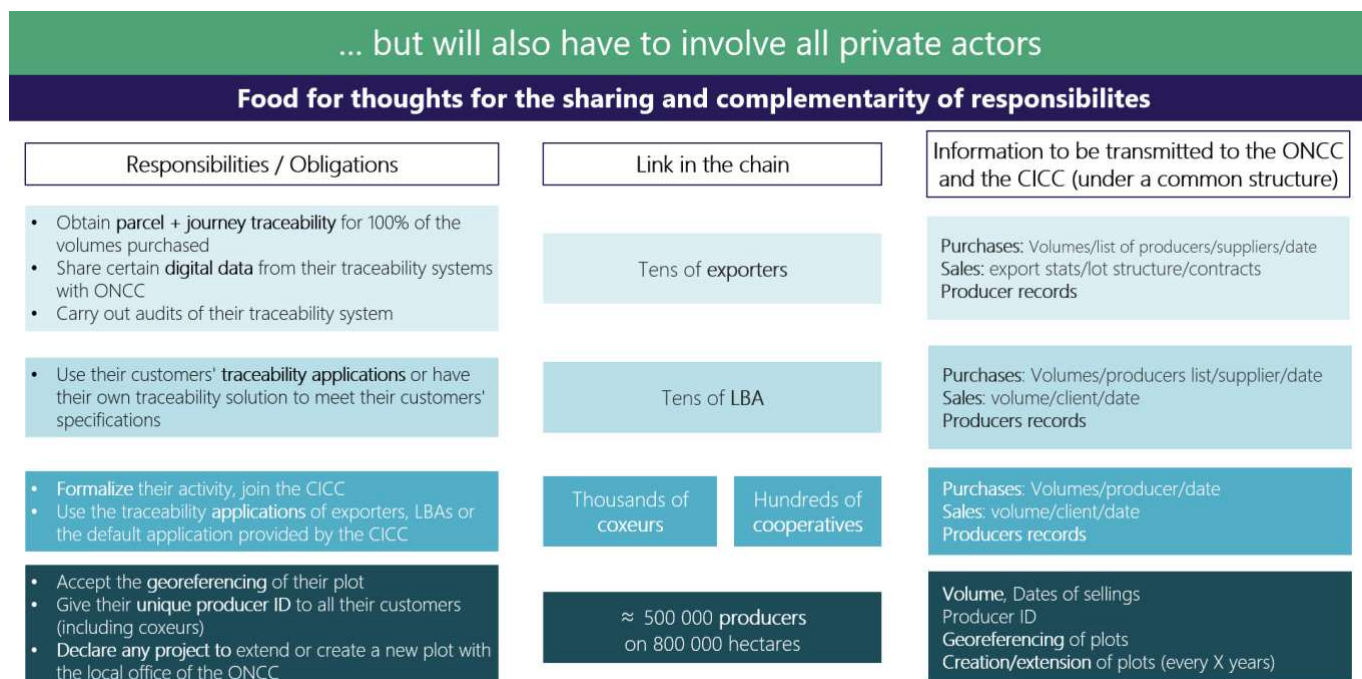 ... but will also have to involve all private actors
Food for thoughts for the sharing and complementarity of responsibilites
Responsibilities / Obligations
Link in the chain
Information to be transmitted to the ONCC
and the CICC (under a common structure)
• Obtain parcel + journey traceability for 100% of the
volumes purchased
• Share certain digital data from their traceability systems
with ONCC
• Carry out audits of their traceability system
Tens of exporters
Purchases: Volumes/list of producers/suppliers/date
Sales: export stats/lot structure/contracts
Producer records
• Use their customers' traceability applications or have
their own traceability solution to meet their customers'
specifications
Tens of LBA
Purchases: Volumes/producers list/supplier/date
Sales: volume/client/date
Producers records
• Formalize their activity, join the CICC
• Use the traceability applications of exporters, LBAs or
the default application provided by the CICC
Thousands of
coxeurs
Hundreds of
cooperatives
Purchases: Volumes/producer/date
Sales: volume/client/date
Producers records
• Accept the georeferencing of their plot
• Give their unique producer ID to all their customers
(including coxeurs)
• Declare any project to extend or create a new plot with
the local office of the ONCC
≈ 500 000 producers
on 800 000 hectares
Volume, Dates of sellings
Producer ID
Georeferencing of plots
Creation/extension of plots (every X years)